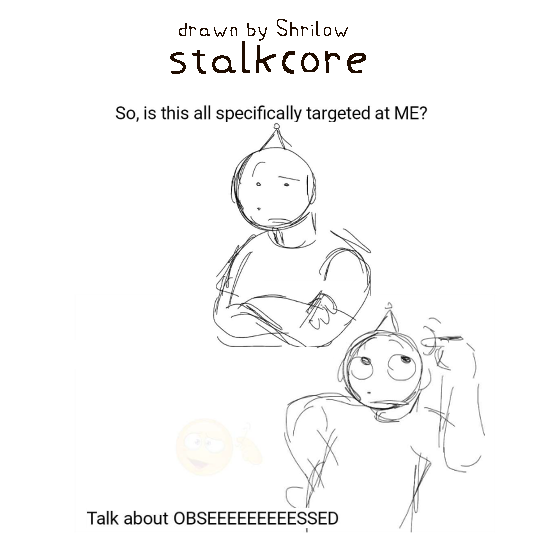 drawn by Shrilow
stalkcore
So, is this all specifically targeted at ME?
Talk about OBSEEEEEEEEESSED